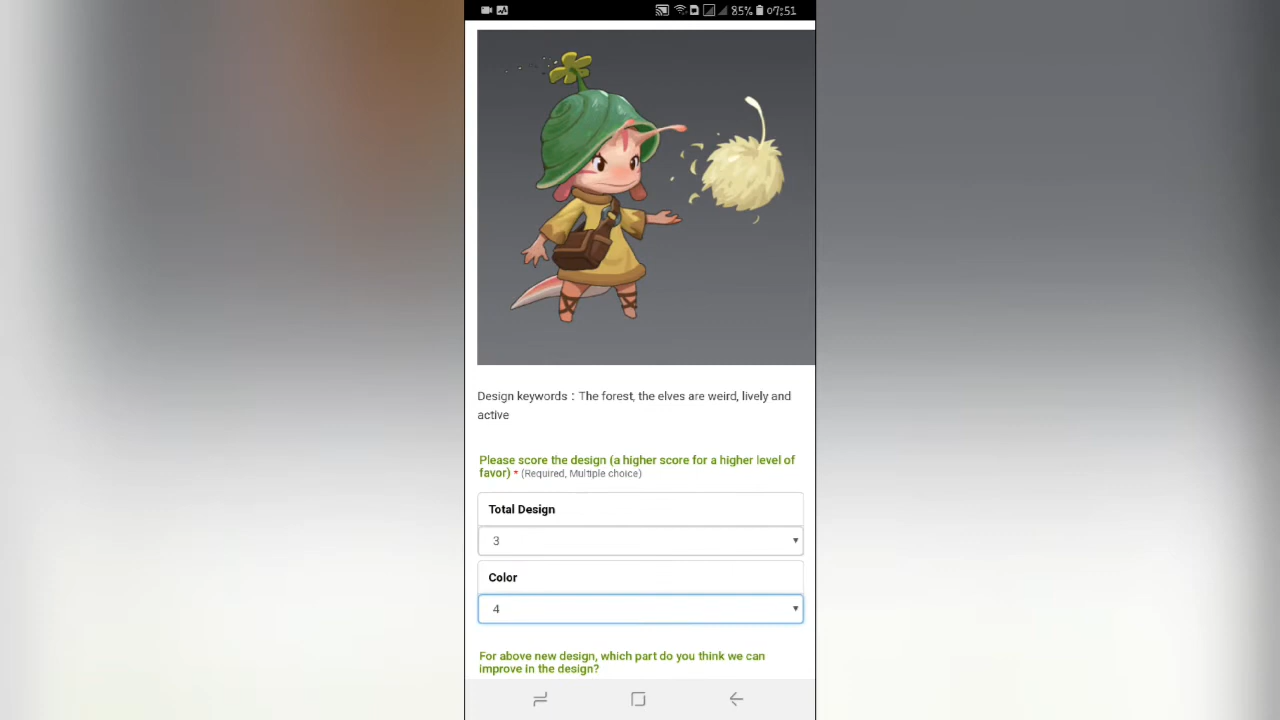 85% 07:51
Design keywords : The forest, the elves are weird, lively and
active
Please score the design (a higher score for a higher level of
favor) * (Required, Multiple choice)
Total Design
3
Color
4
For above new design, which part do you think we can
improve in the design?